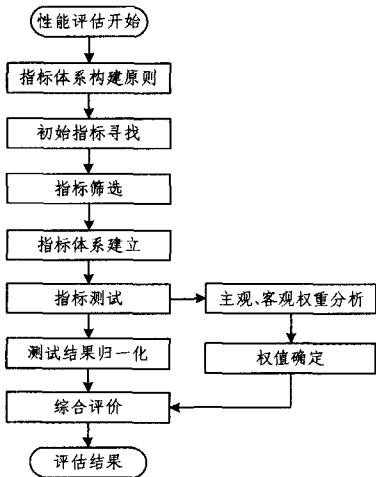 性能评估开始
指标体系构建原则
初始指标寻找
指标筛选
指标体系建立
指标测试
主观、客观权重分析
测试结果归一化
权值确定
综合评价
评估结果